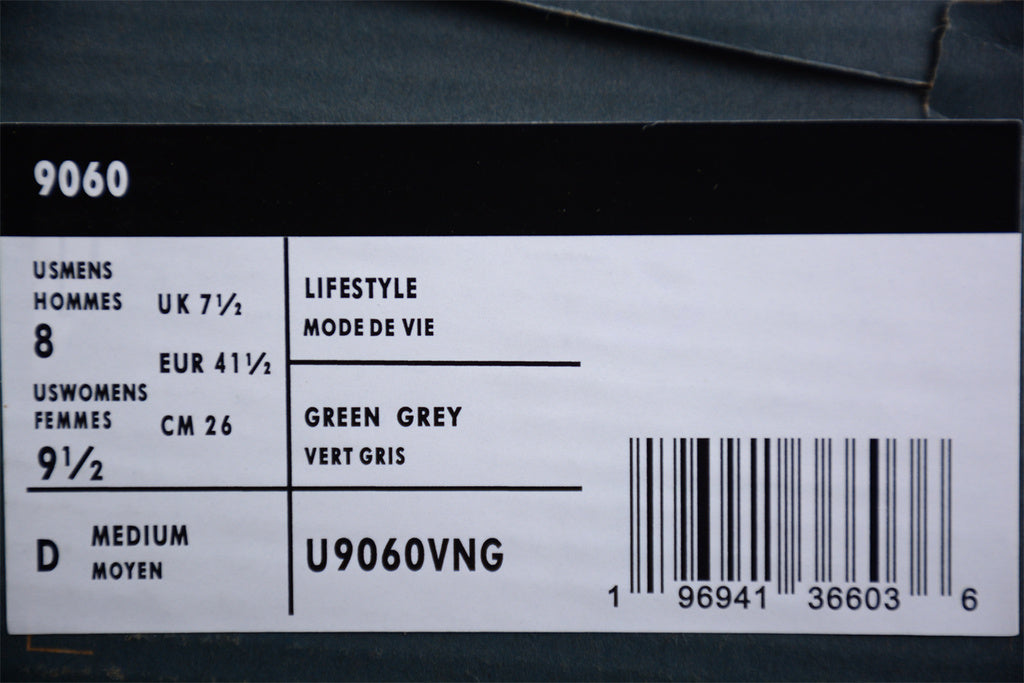 9060
USMENS
HOMMES
8
UK 7½
EUR 41½
USWOMENS
FEMMES
9½
CM 26
D
MEDIUM
MOYEN
LIFESTYLE
MODE DE VIE
GREEN GREY
VERT GRIS
U9060VNG
1 96941 36603 6